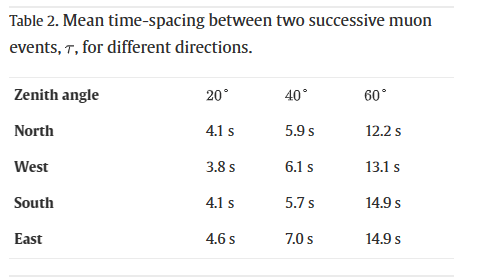 Table 2. Mean time-spacing between two successive muon
events, τ, for different directions.
Zenith angle 20° 40° 60°
North 4.1 s 5.9 s 12.2 s
West 3.8 s 6.1 s 13.1 s
South 4.1 s 5.7 s 14.9 s
East 4.6 s 7.0 s 14.9 s